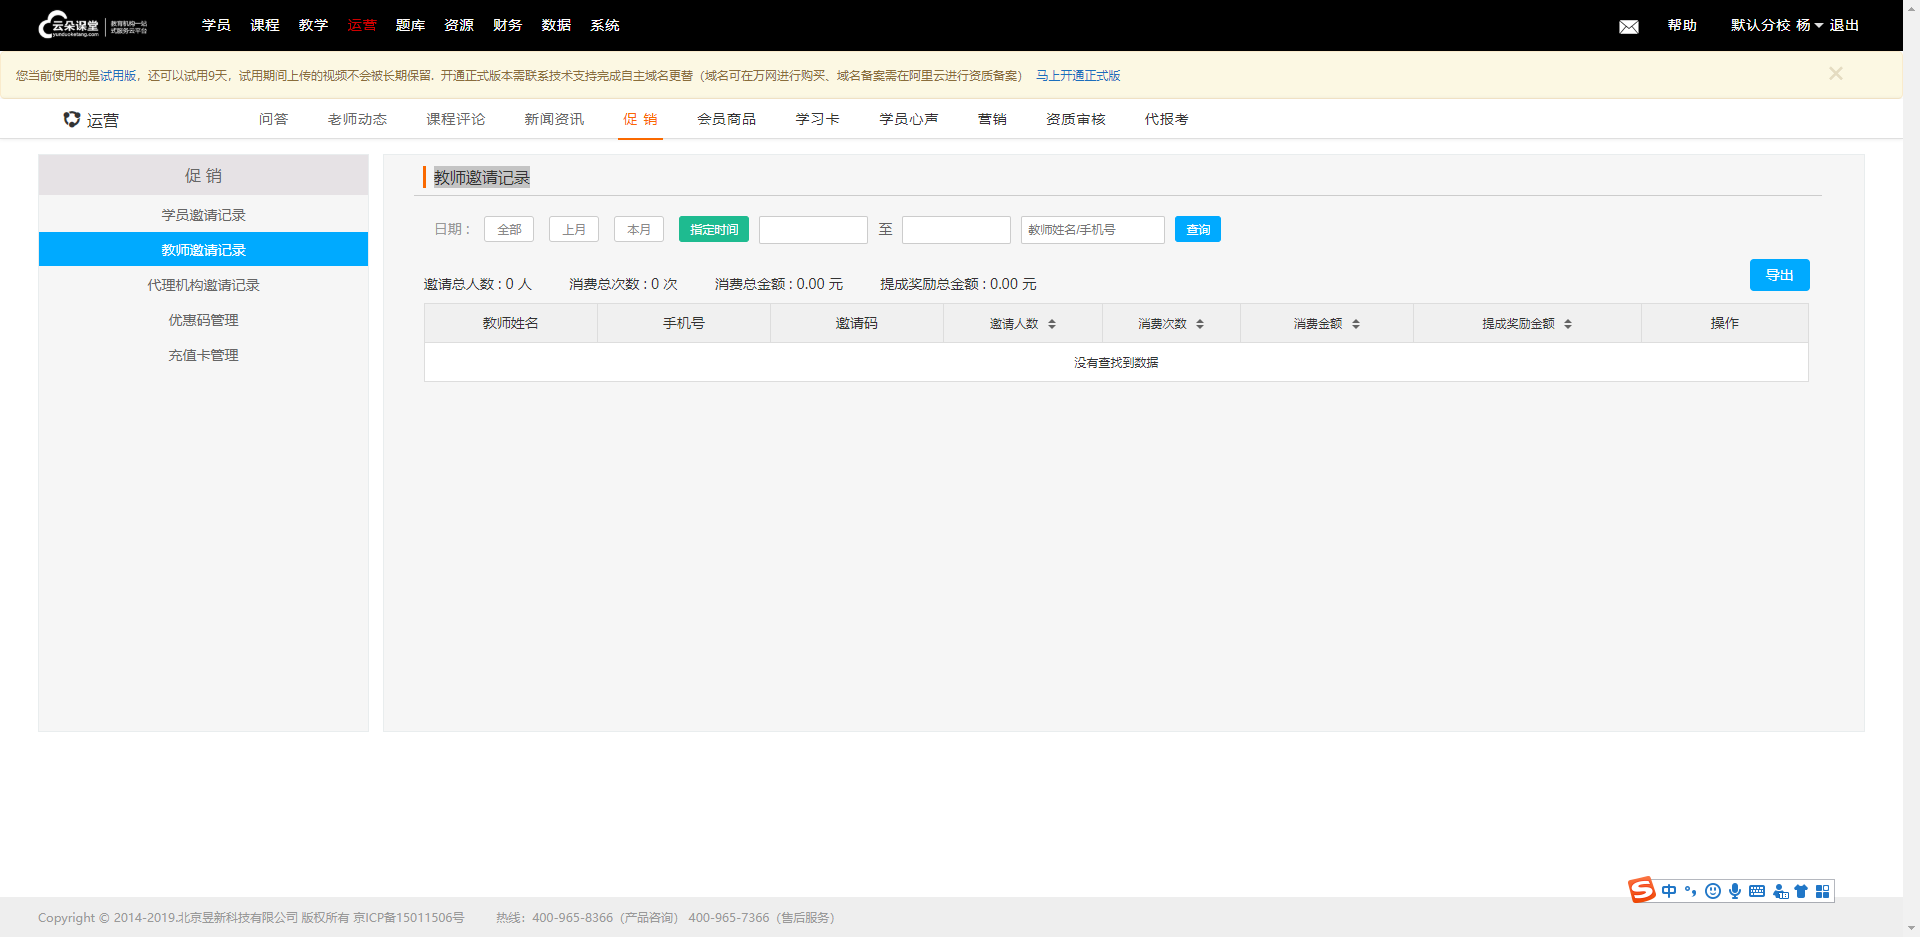 云朵课堂 yunduoketang.com 教育机构一站式服务云平台
学员 课程 教学 运营 题库 资源 财务 数据 系统 帮助 默认分校 杨 退出
您当前使用的是试用版，还可以试用9天，试用期间上传的视频不会被长期保留. 开通正式版本需联系技术支持完成自主域名更替（域名可在万网进行购买、域名备案需在阿里云进行资质备案） 马上开通正式版 ×
运营 问答 老师动态 课程评论 新闻资讯 促 销 会员商品 学习卡 学员心声 营销 资质审核 代报考
促 销
学员邀请记录
教师邀请记录
代理机构邀请记录
优惠码管理
充值卡管理
教师邀请记录
日期： 全部 上月 本月 指定时间 至 教师姓名/手机号 查询
邀请总人数 : 0 人 消费总次数 : 0 次 消费总金额 : 0.00 元 提成奖励总金额 : 0.00 元 导出
教师姓名 手机号 邀请码 邀请人数 消费次数 消费金额 提成奖励金额 操作
没有查找到数据
S 中
Copyright © 2014-2019.北京昱新科技有限公司 版权所有 京ICP备15011506号 热线：400-965-8366（产品咨询） 400-965-7366（售后服务）